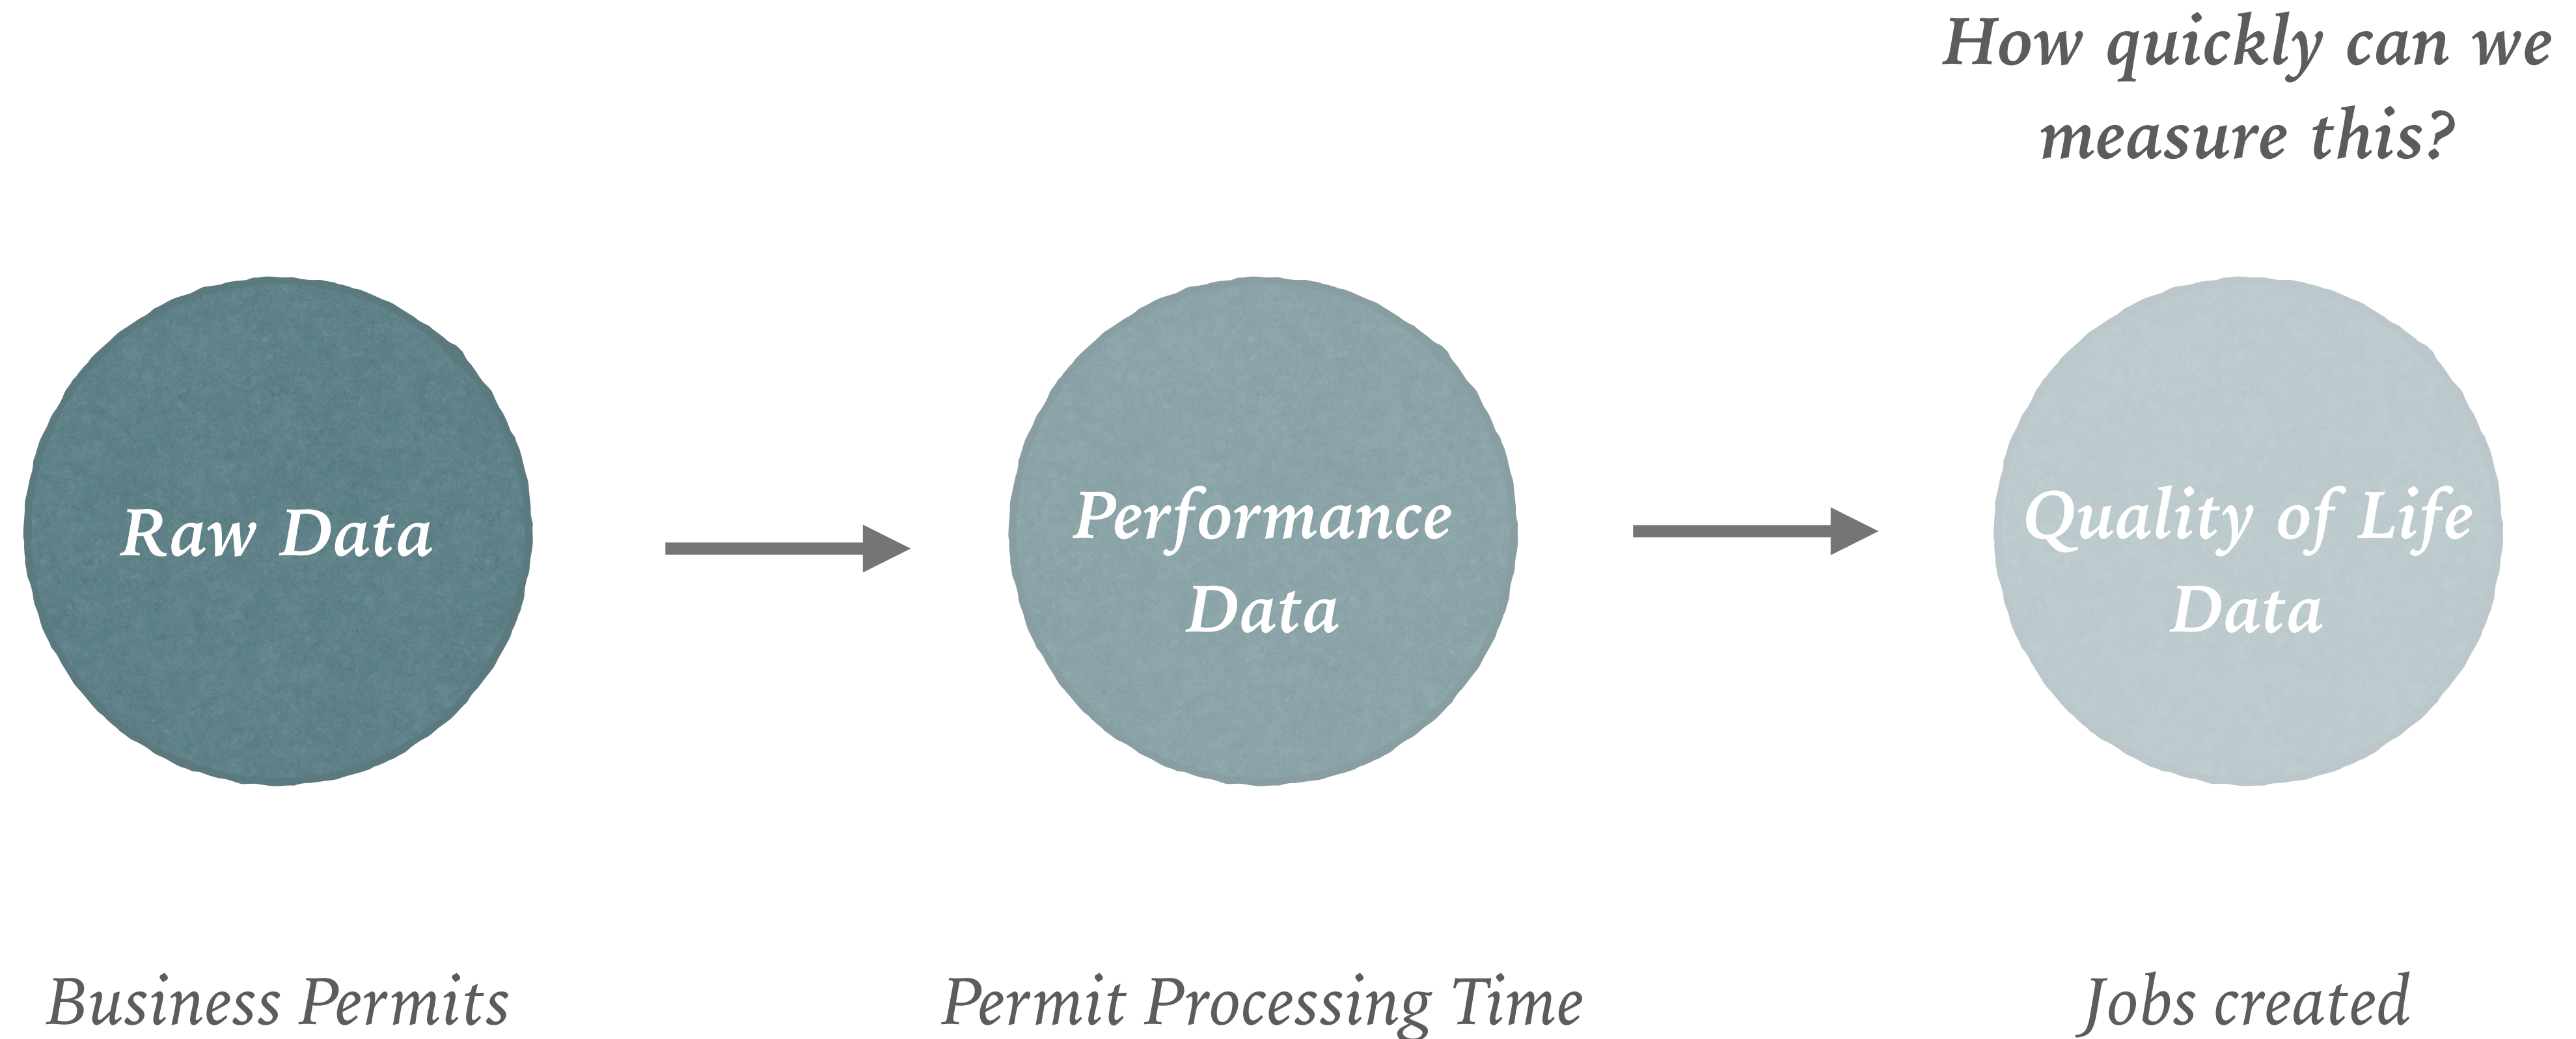 How quickly can we
measure this?
Raw Data
Performance
Data
Quality of Life
Data
Business Permits
Permit Processing Time
Jobs created